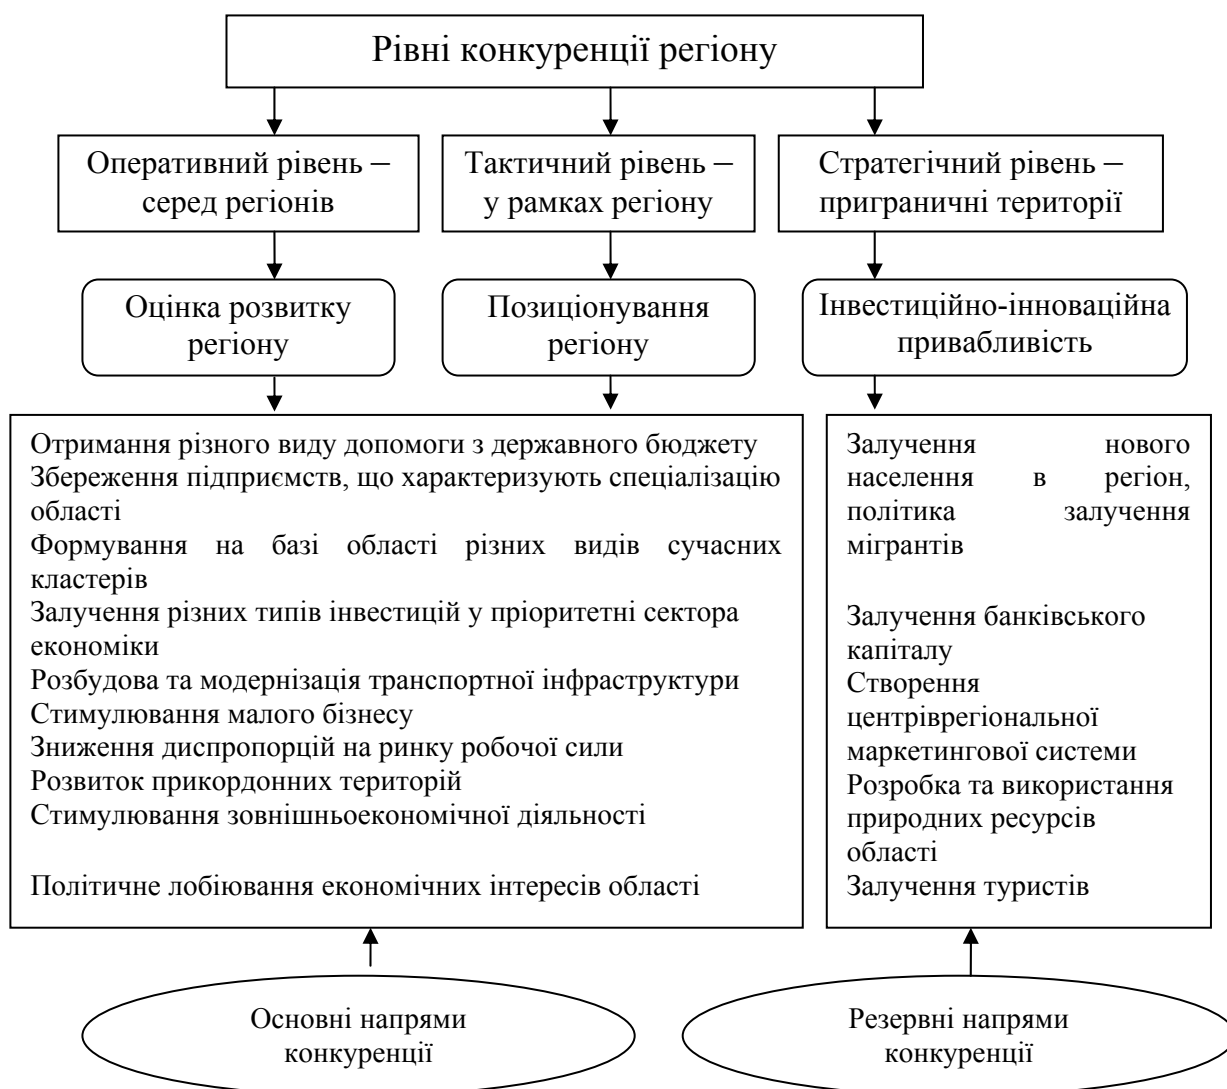 Рівні конкуренції регіону
Оперативний рівень –
серед регіонів
Тактичний рівень –
у рамках регіону
Стратегічний рівень –
приграничні території
Оцінка розвитку
регіону
Позиціонування
регіону
Інвестиційно-інноваційна
привабливість
Отримання різного виду допомоги з державного бюджету
Збереження підприємств, що характеризують спеціалізацію
області
Формування на базі області різних видів сучасних
кластерів
Залучення різних типів інвестицій у пріоритетні сектора
економіки
Розбудова та модернізація транспортної інфраструктури
Стимулювання малого бізнесу
Зниження диспропорцій на ринку робочої сили
Розвиток прикордонних територій
Стимулювання зовнішньоекономічної діяльності
Політичне лобіювання економічних інтересів області
Залучення нового
населення в регіон,
політика залучення
мігрантів
Залучення банківського
капіталу
Створення
центріврегіональної
маркетингової системи
Розробка та використання
природних ресурсів
області
Залучення туристів
Основні напрями
конкуренції
Резервні напрями
конкуренції